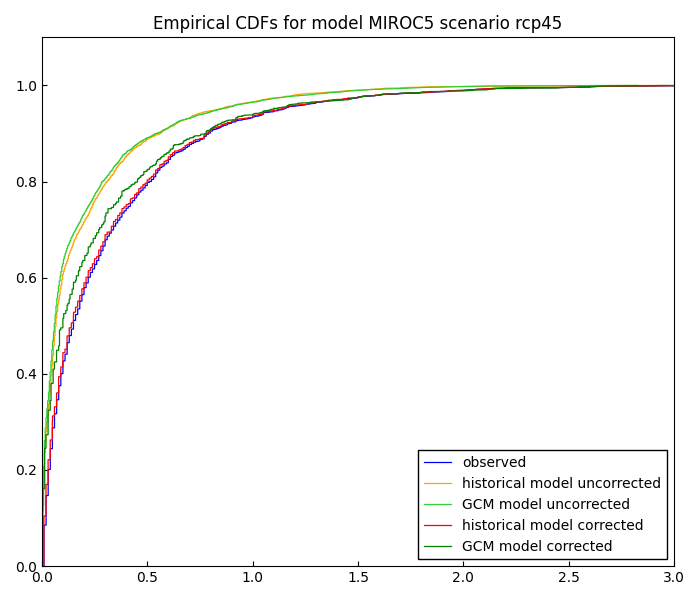 Empirical CDFs for model MIROC5 scenario rcp45
1.0
0.8
0.6
0.4
0.2
0.0
0.0 0.5 1.0 1.5 2.0 2.5 3.0
observed
historical model uncorrected
GCM model uncorrected
historical model corrected
GCM model corrected